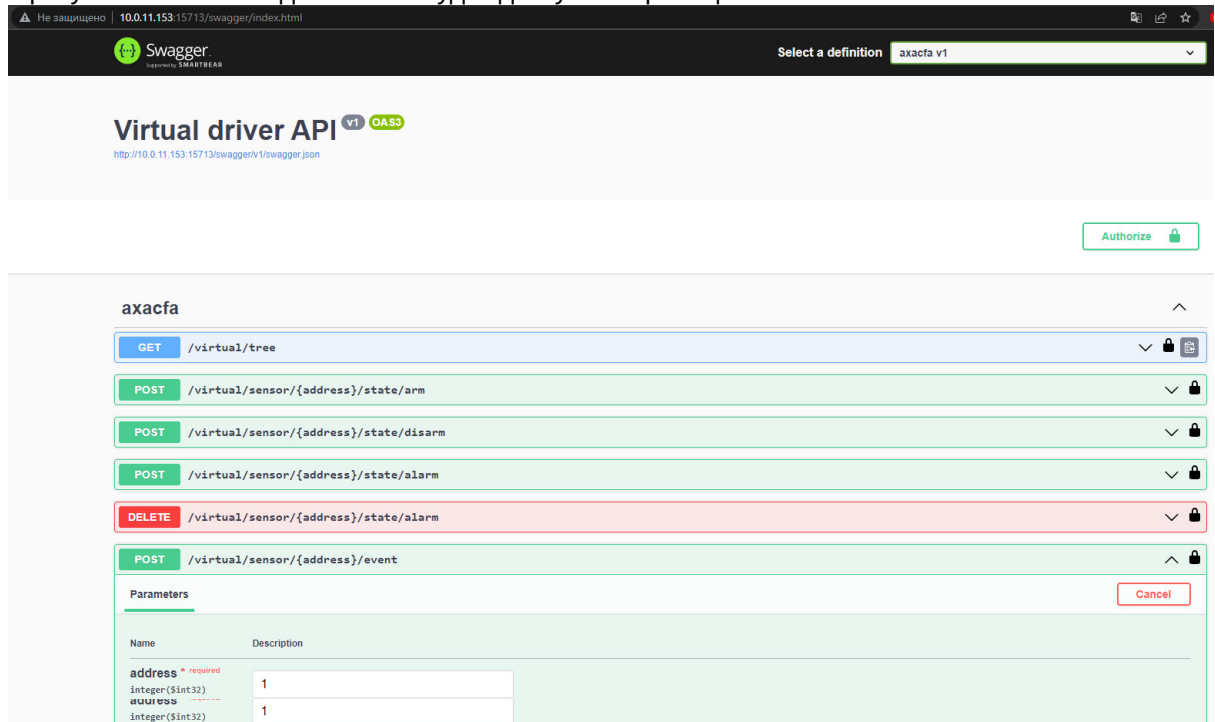 Не защищено | 10.0.11.153:15713/swagger/index.html
Swagger.
Supported by SMARTBEAR
Select a definition axacfa v1
Virtual driver API v1 OAS3
http://10.0.11.153:15713/swagger/v1/swagger.json
Authorize
axacfa
GET /virtual/tree
POST /virtual/sensor/{address}/state/arm
POST /virtual/sensor/{address}/state/disarm
POST /virtual/sensor/{address}/state/alarm
DELETE /virtual/sensor/{address}/state/alarm
POST /virtual/sensor/{address}/event
Parameters Cancel
Name Description
address * required
integer($int32) 1
address
integer($int32) 1